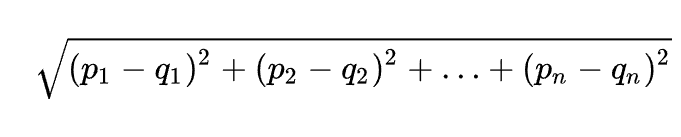 √((p₁ − q₁)² + (p₂ − q₂)² + … + (pₙ − qₙ)²)